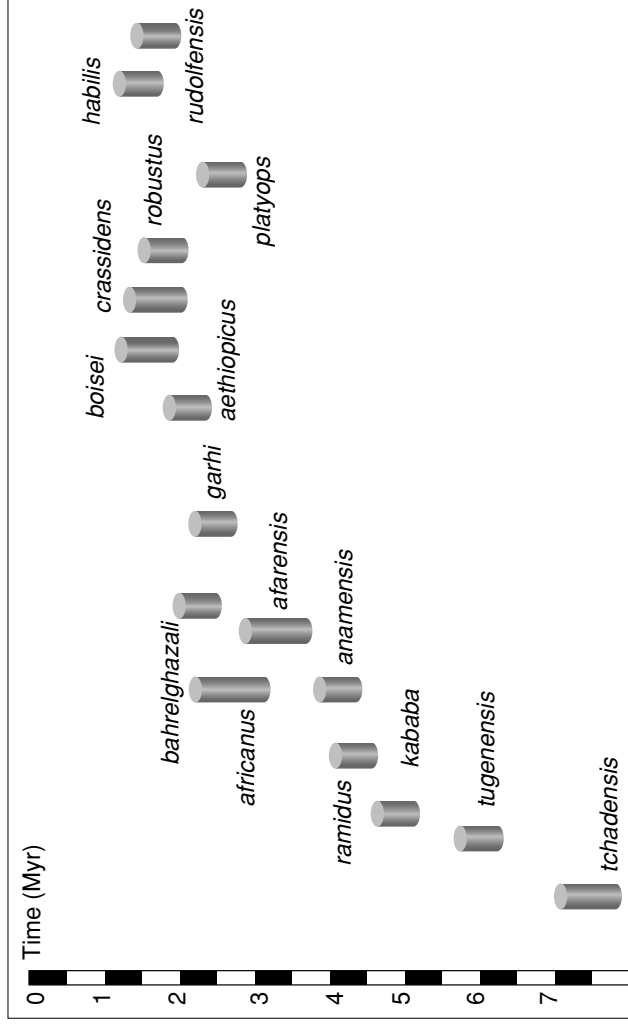 Time (Myr)
0
1
2
3
4
5
6
7
habilis
rudolfensis
robustus
crassidens
platyops
boisei
aethiopicus
garhi
bahrelghazali
afarensis
africanus
anamensis
ramidus
kababa
tugenensis
tchadensis